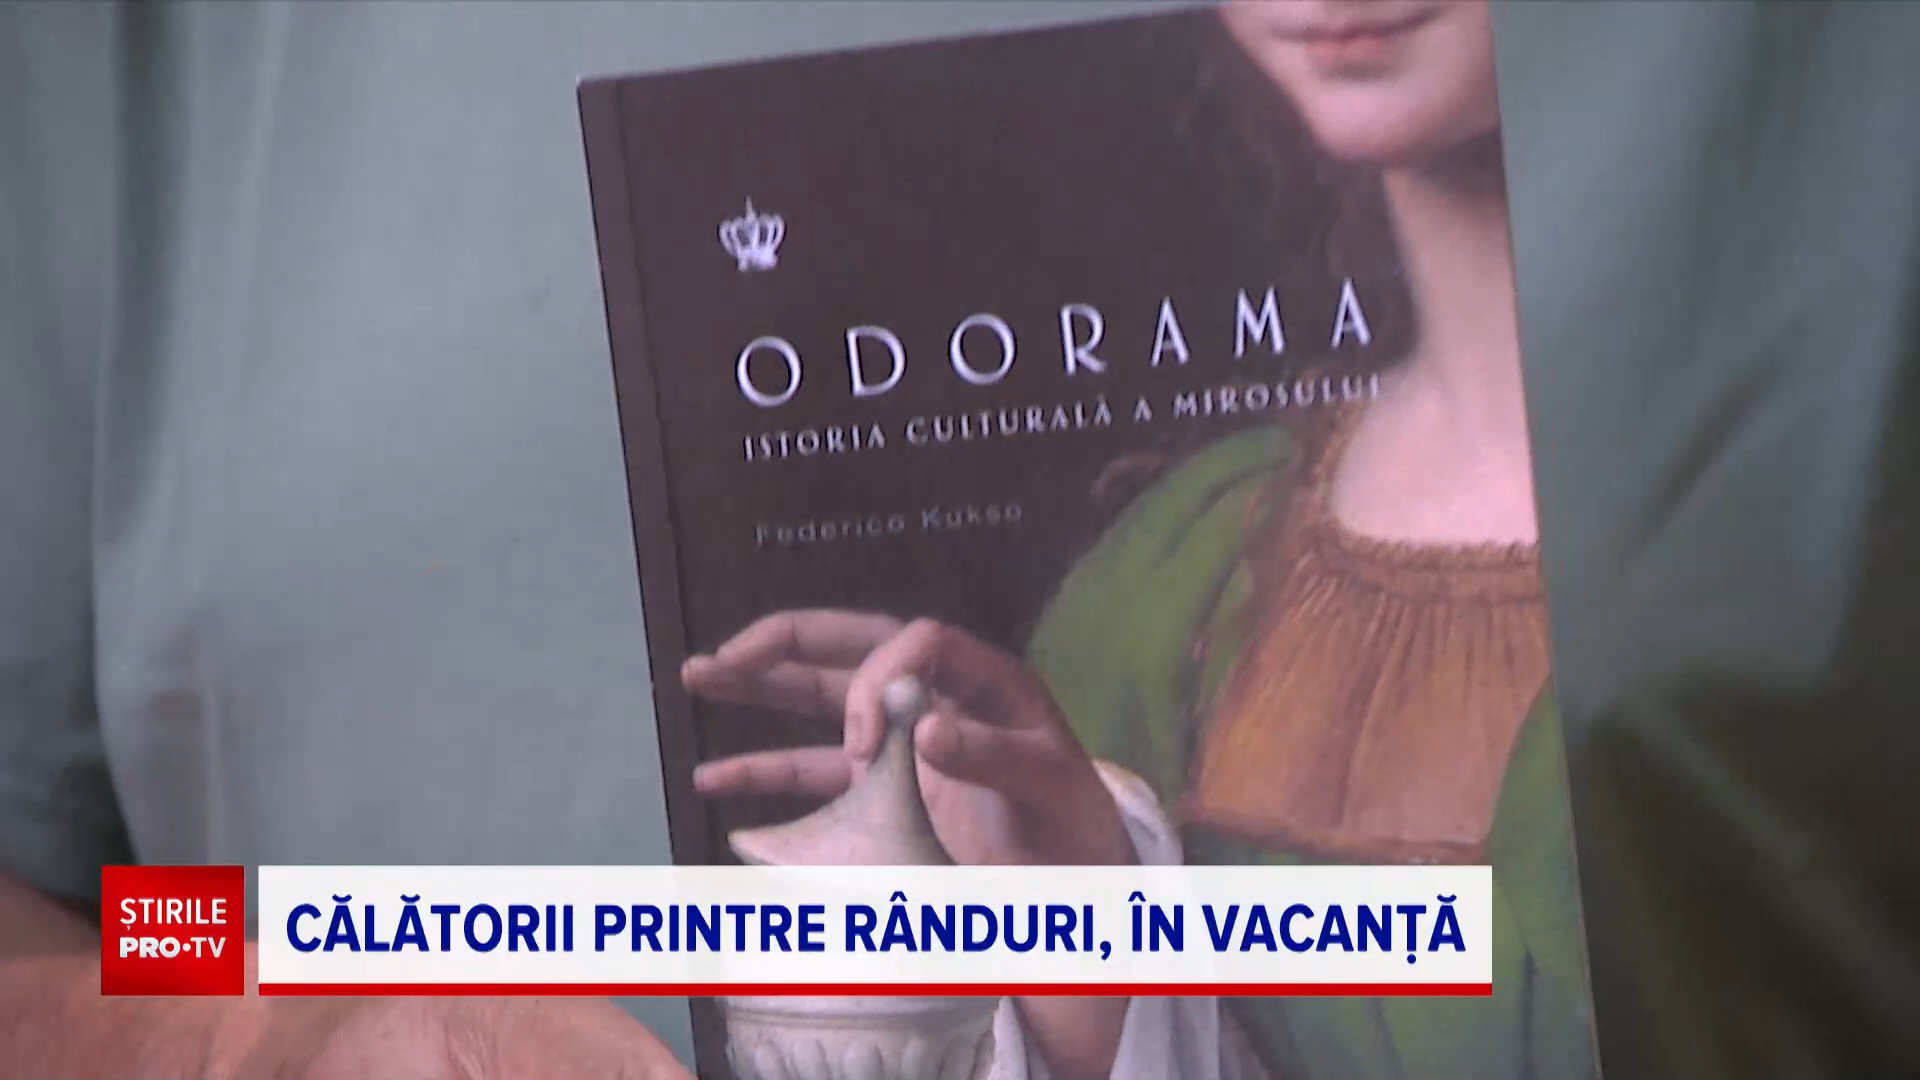 ODORAMA
ISTORIA CULTURALĂ A MIROSULUI
Federico Kukso
ȘTIRILE
PRO•TV
CĂLĂTORII PRINTRE RÂNDURI, ÎN VACANȚĂ